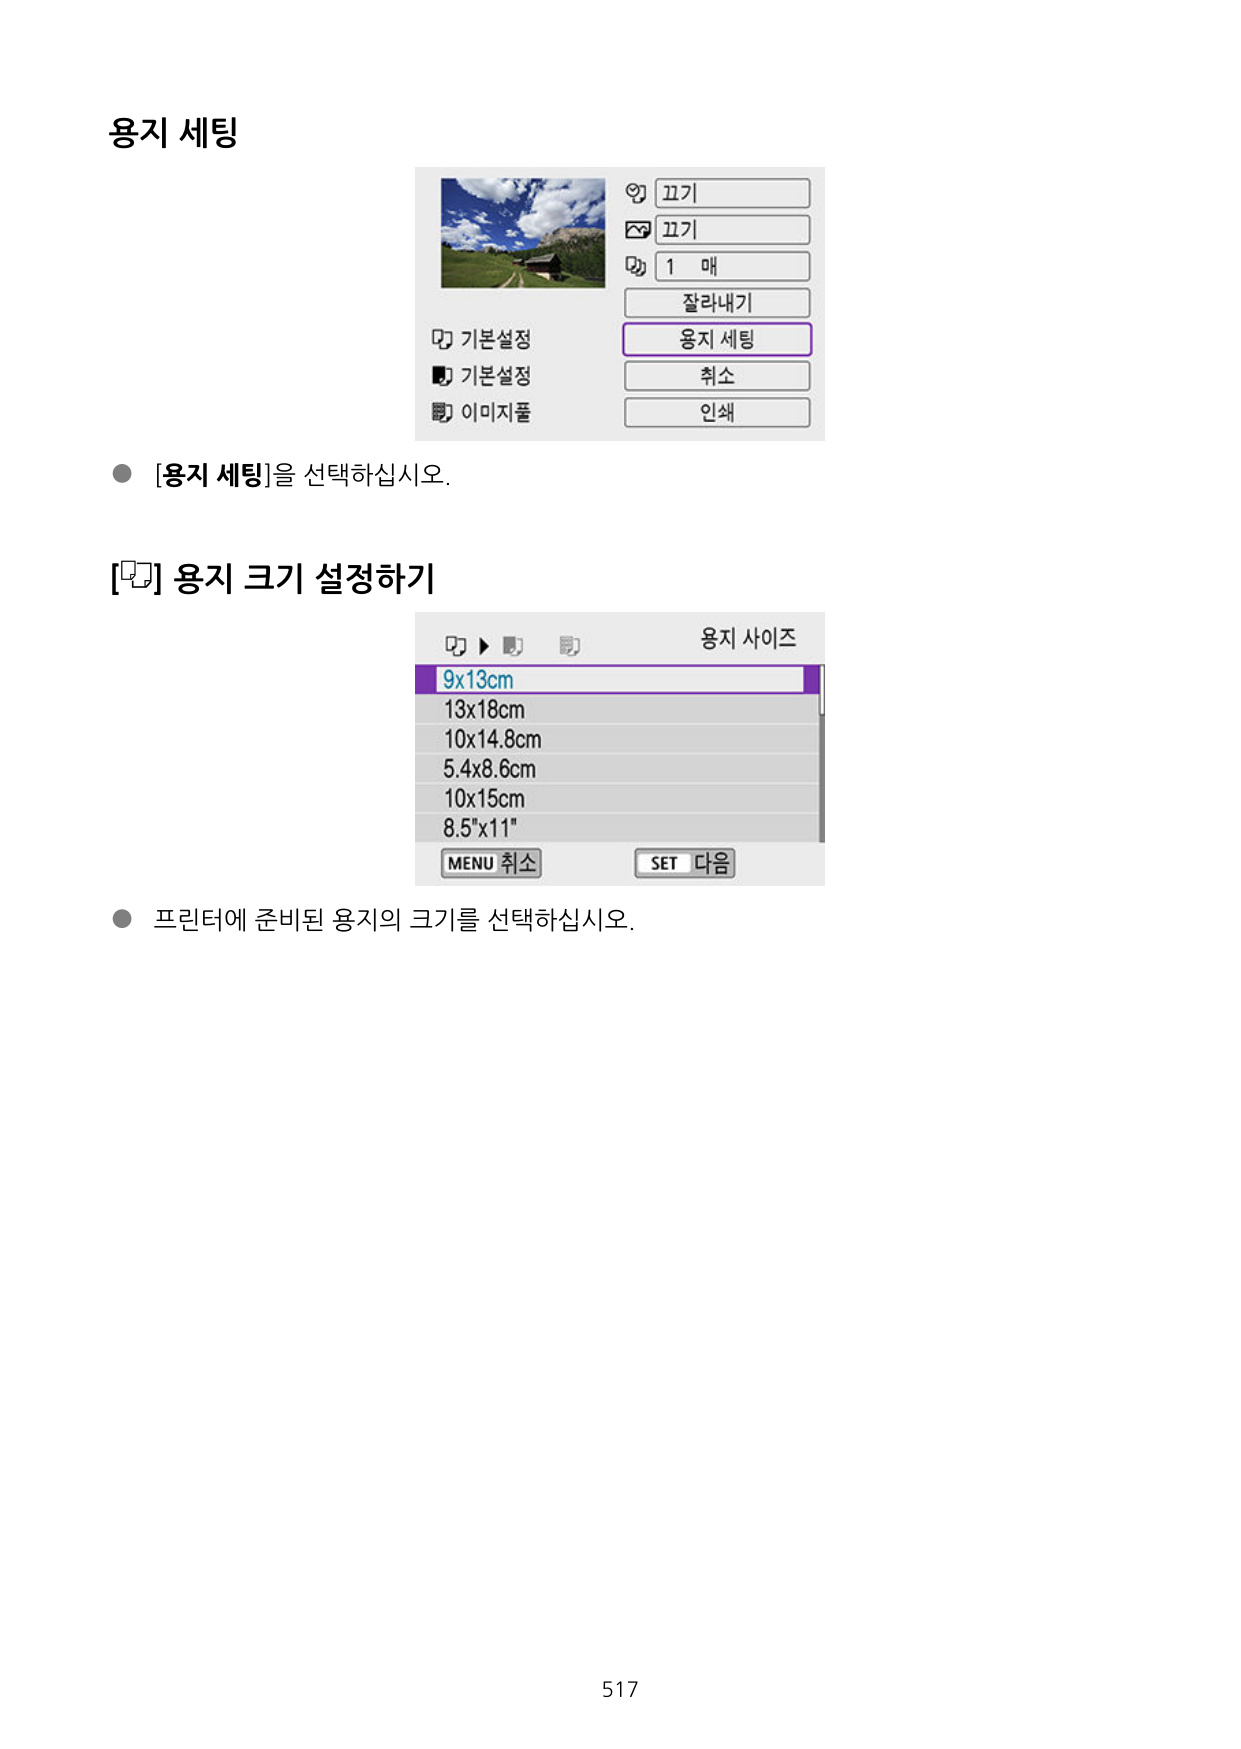 용지 세팅
끄기
끄기
1 매
잘라내기
기본설정 용지 세팅
기본설정 취소
이미지풀 인쇄
● [용지 세팅]을 선택하십시오.
[] 용지 크기 설정하기
용지 사이즈
9x13cm
13x18cm
10x14.8cm
5.4x8.6cm
10x15cm
8.5"x11"
MENU 취소 SET 다음
● 프린터에 준비된 용지의 크기를 선택하십시오.
517